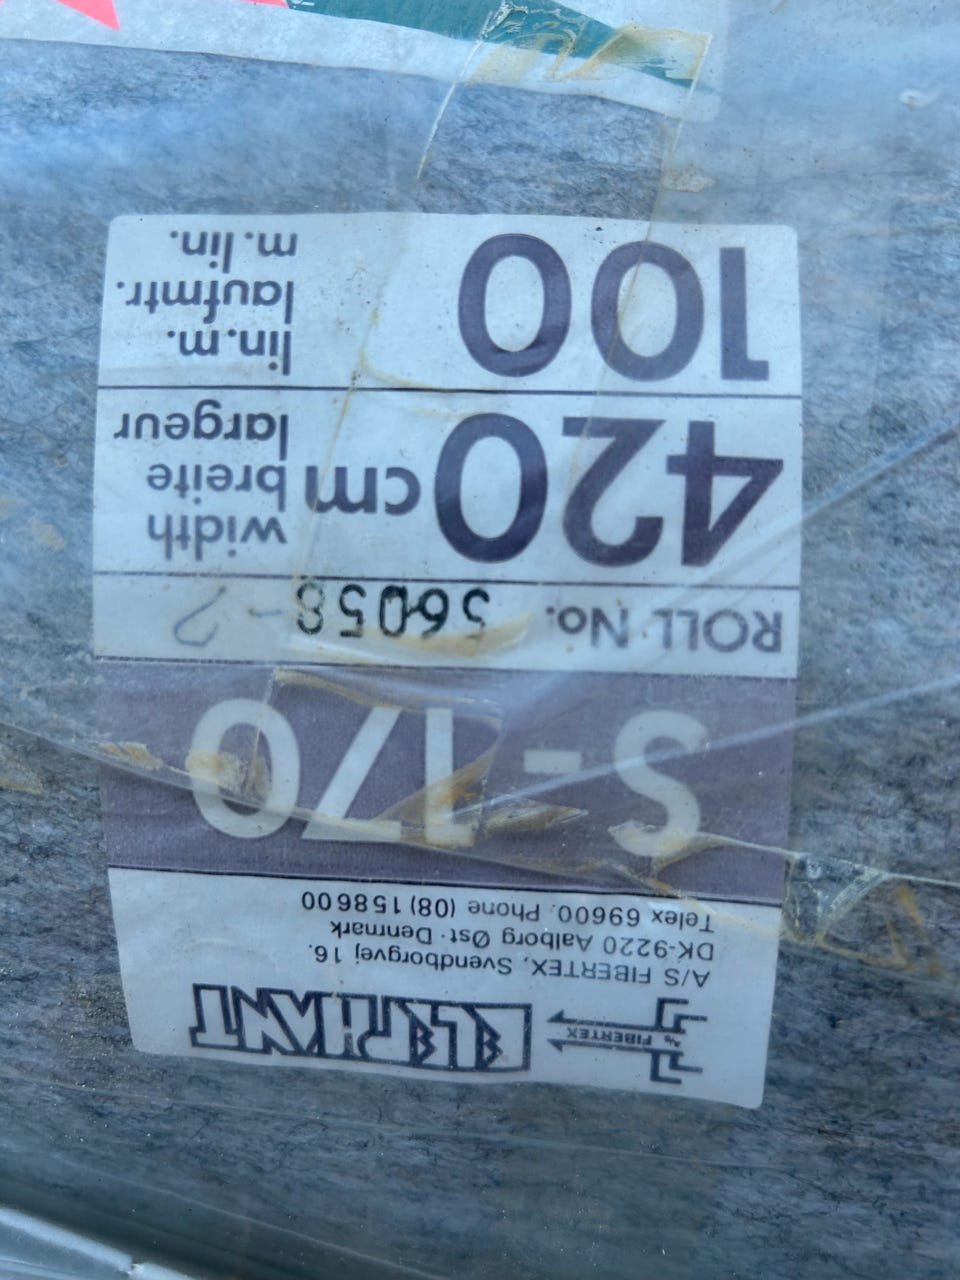 A/S FIBERTEX
ELEPHANT
A/S FIBERTEX, Svendborgvej 16.
DK-9220 Aalborg Øst · Denmark
Telex 69600. Phone (08) 158600
S-170
ROLL No. 56058 -2
420 cm width
breite
largeur
100 lin.m.
laufmtr.
m.lin.